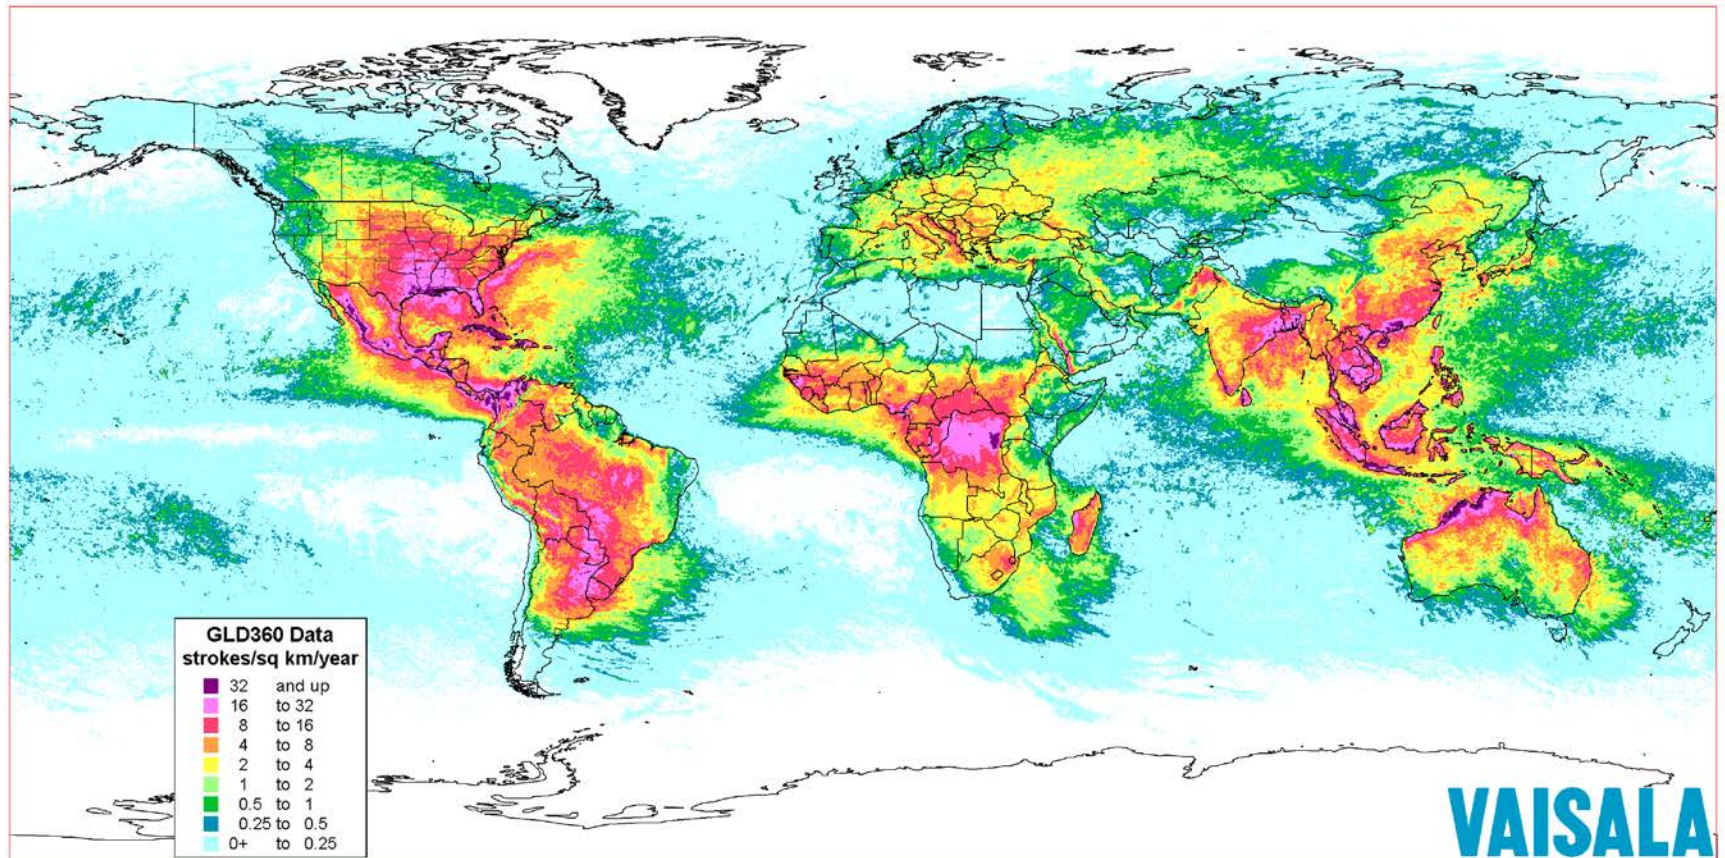 GLD360 Data
strokes/sq km/year
32 and up
16 to 32
8 to 16
4 to 8
2 to 4
1 to 2
0.5 to 1
0.25 to 0.5
0+ to 0.25
VAISALA